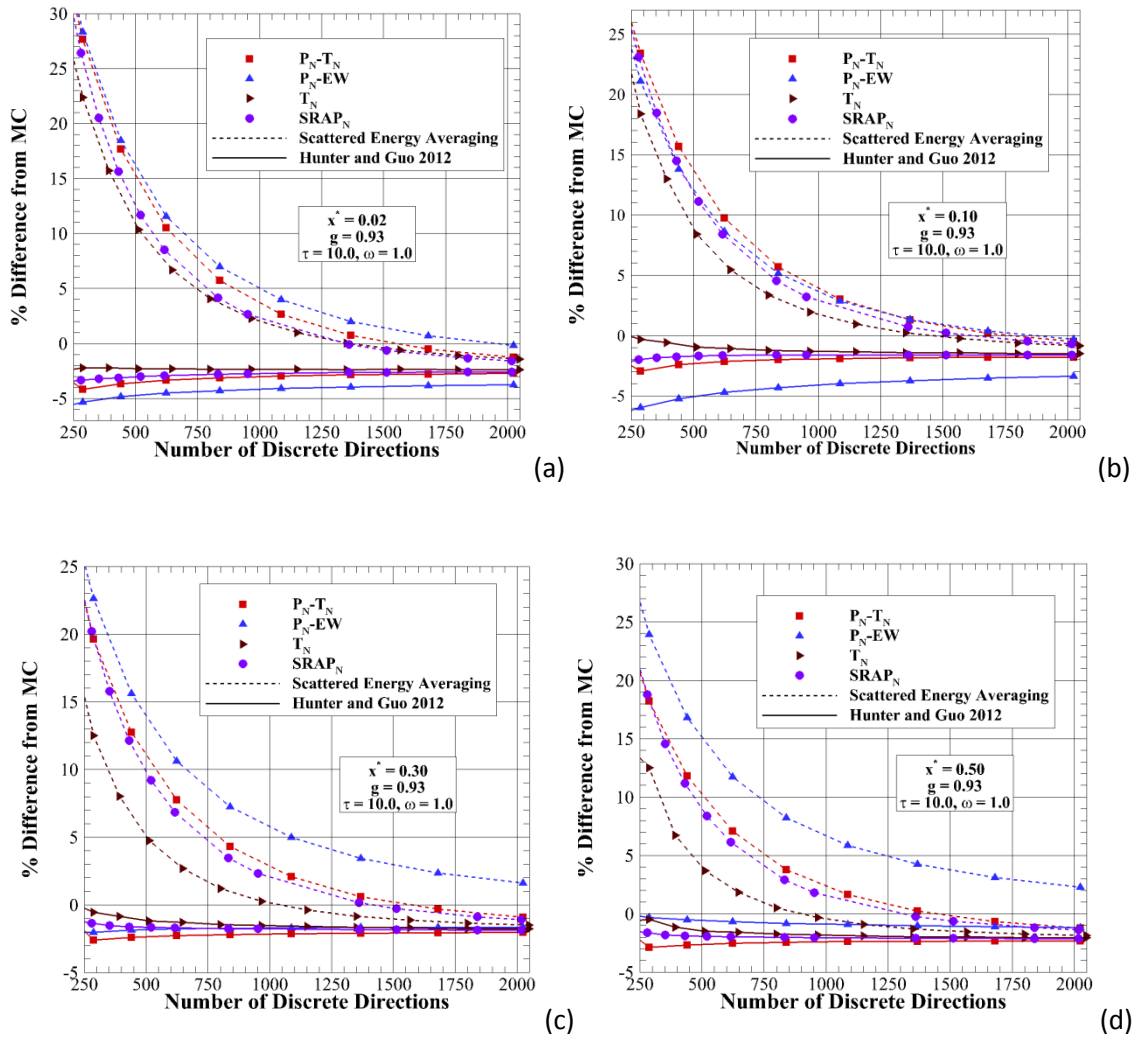 30
25
20
15
10
5
0
-5
% Difference from MC
P_N-T_N
P_N-EW
T_N
SRAP_N
Scattered Energy Averaging
Hunter and Guo 2012
x* = 0.02
g = 0.93
τ = 10.0, ω = 1.0
250 500 750 1000 1250 1500 1750 2000
Number of Discrete Directions
(a)
25
20
15
10
5
0
-5
% Difference from MC
P_N-T_N
P_N-EW
T_N
SRAP_N
Scattered Energy Averaging
Hunter and Guo 2012
x* = 0.10
g = 0.93
τ = 10.0, ω = 1.0
250 500 750 1000 1250 1500 1750 2000
Number of Discrete Directions
(b)
25
20
15
10
5
0
-5
% Difference from MC
P_N-T_N
P_N-EW
T_N
SRAP_N
Scattered Energy Averaging
Hunter and Guo 2012
x* = 0.30
g = 0.93
τ = 10.0, ω = 1.0
250 500 750 1000 1250 1500 1750 2000
Number of Discrete Directions
(c)
30
25
20
15
10
5
0
-5
% Difference from MC
P_N-T_N
P_N-EW
T_N
SRAP_N
Scattered Energy Averaging
Hunter and Guo 2012
x* = 0.50
g = 0.93
τ = 10.0, ω = 1.0
250 500 750 1000 1250 1500 1750 2000
Number of Discrete Directions
(d)